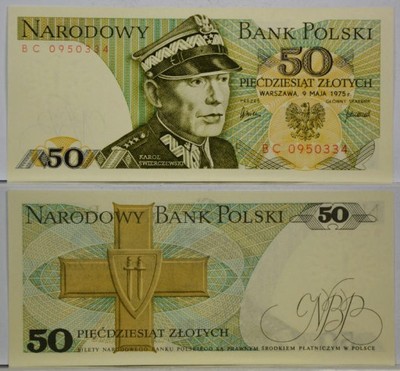 NARODOWY BANK POLSKI
BC 0950334
50
PIĘĆDZIESIĄT ZŁOTYCH
WARSZAWA, 9 MAJA 1975 r.
PREZES GŁÓWNY SKARBNIK
BC 0950334
50
KAROL
ŚWIERCZEWSKI
NARODOWY BANK POLSKI
50
NBP
50 PIĘĆDZIESIĄT ZŁOTYCH
BILETY NARODOWEGO BANKU POLSKIEGO SĄ PRAWNYM ŚRODKIEM PŁATNICZYM W POLSCE